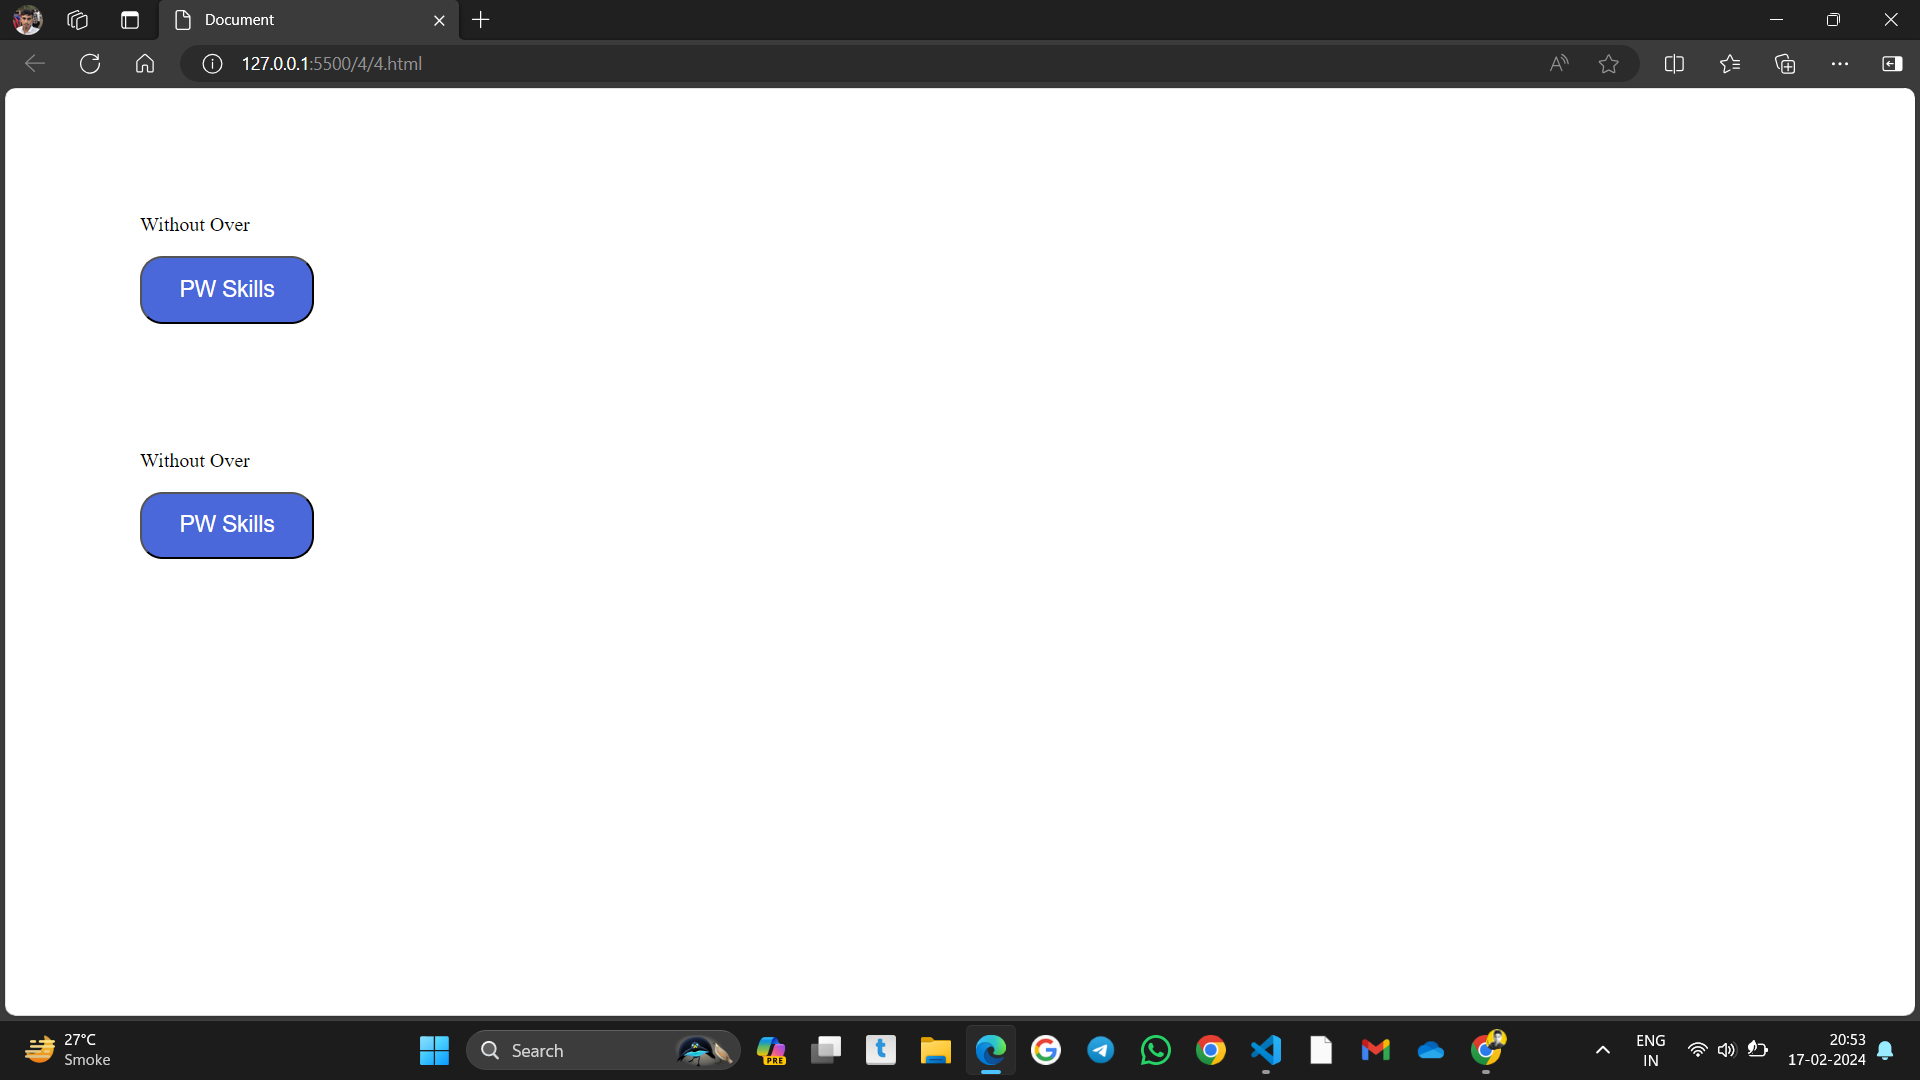 Document
127.0.0.1:5500/4/4.html
Without Over
PW Skills
Without Over
PW Skills
27°C
Smoke
Search
PRE
t
ENG
IN
20:53
17-02-2024